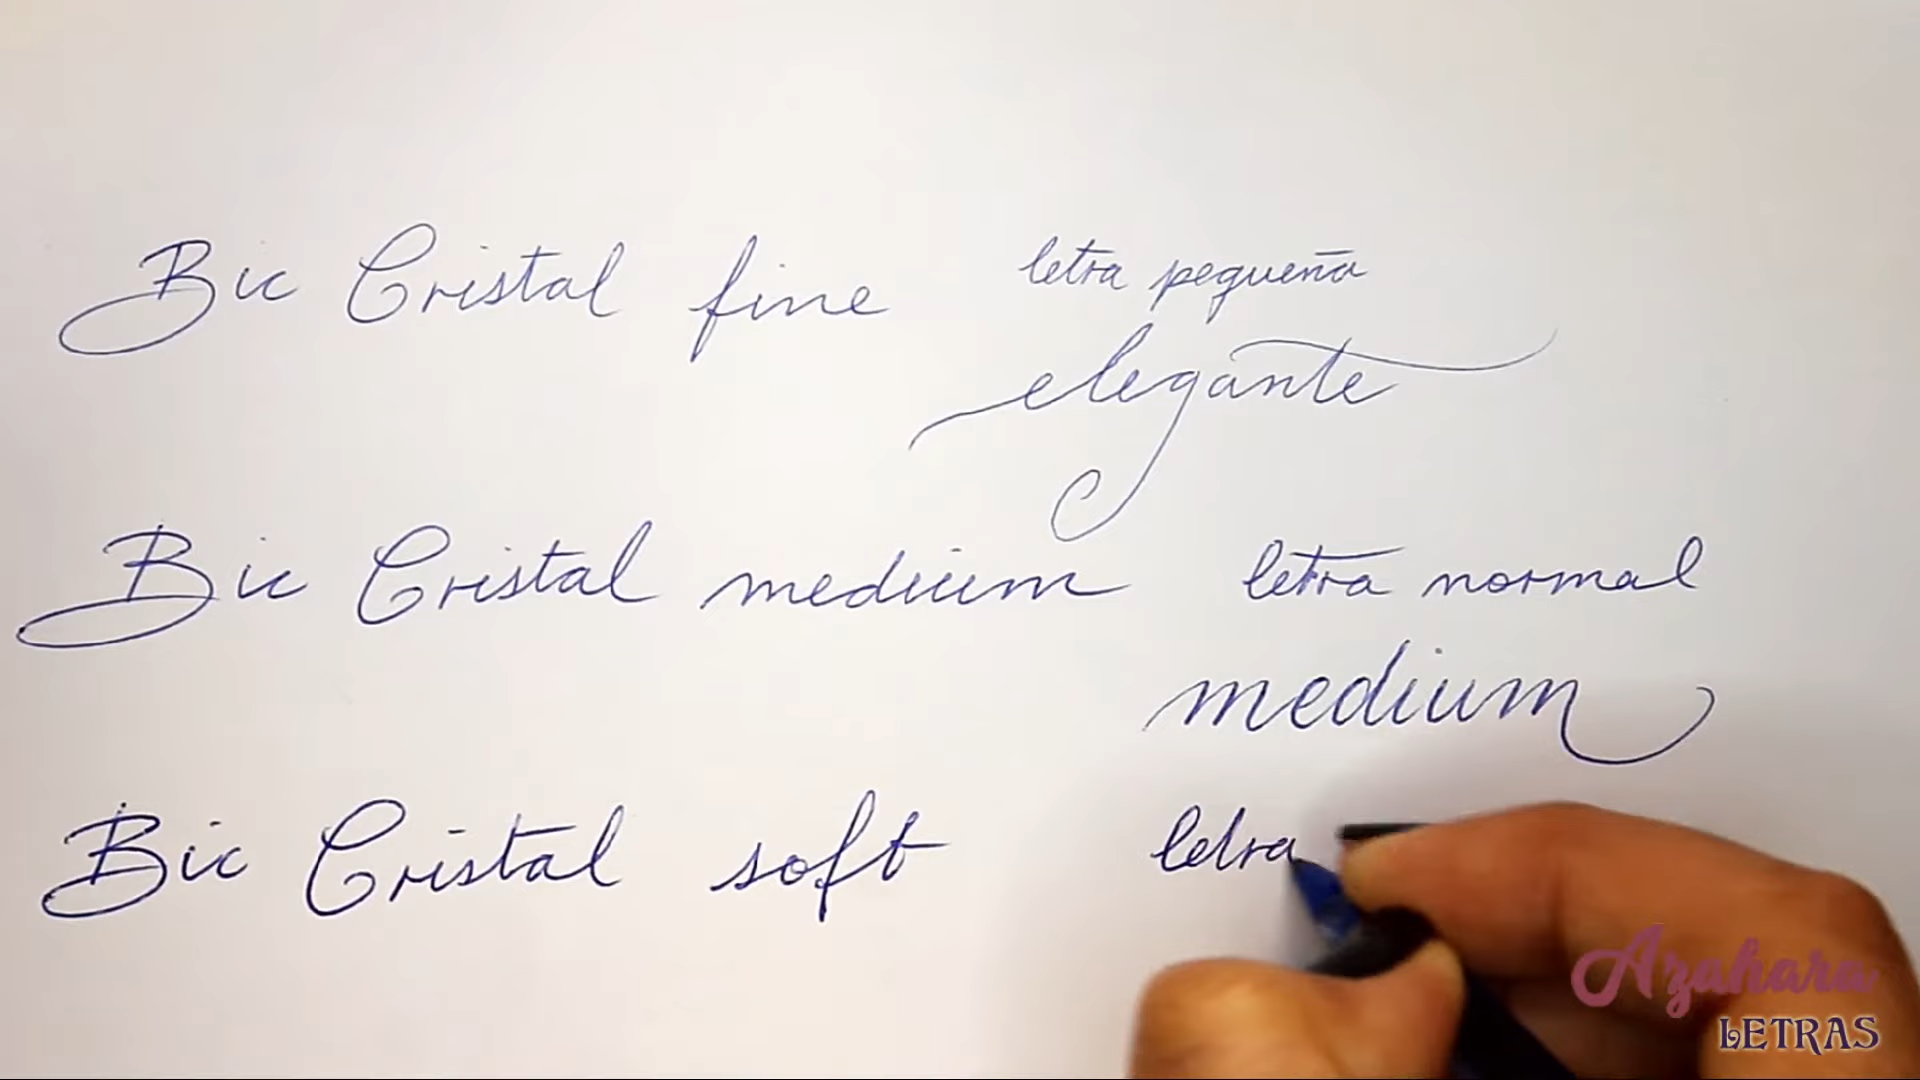 Bic Cristal fine letra pequeña
elegante
Bic Cristal medium letra normal
medium
Bic Cristal soft letra
Azahara
LETRAS